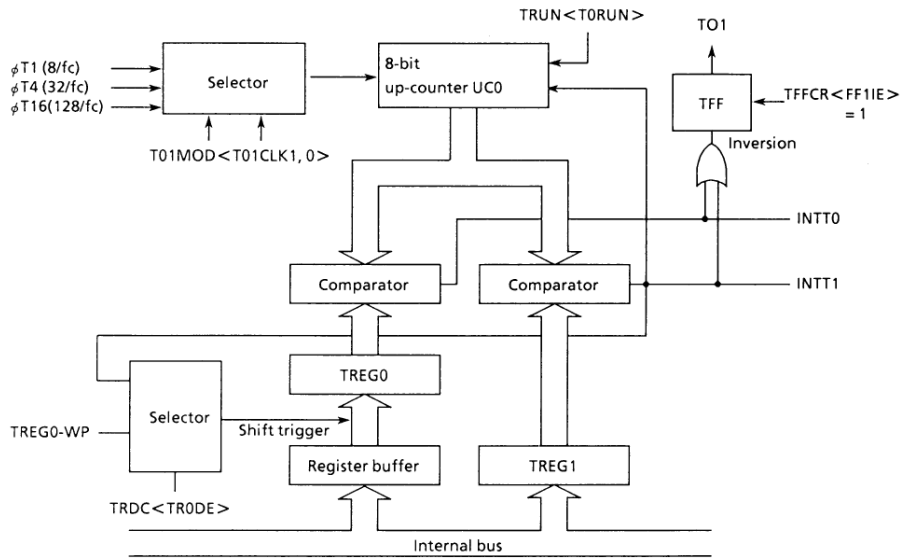 TRUN<T0RUN>
TO1
φT1 (8/fc)
φT4 (32/fc)
φT16(128/fc)
Selector
8-bit
up-counter UC0
TFF
TFFCR<FF1IE>
= 1
Inversion
T01MOD<T01CLK1, 0>
INTT0
Comparator
Comparator
INTT1
TREG0
Selector
TREG0-WP
Shift trigger
Register buffer
TREG1
TRDC<TR0DE>
Internal bus